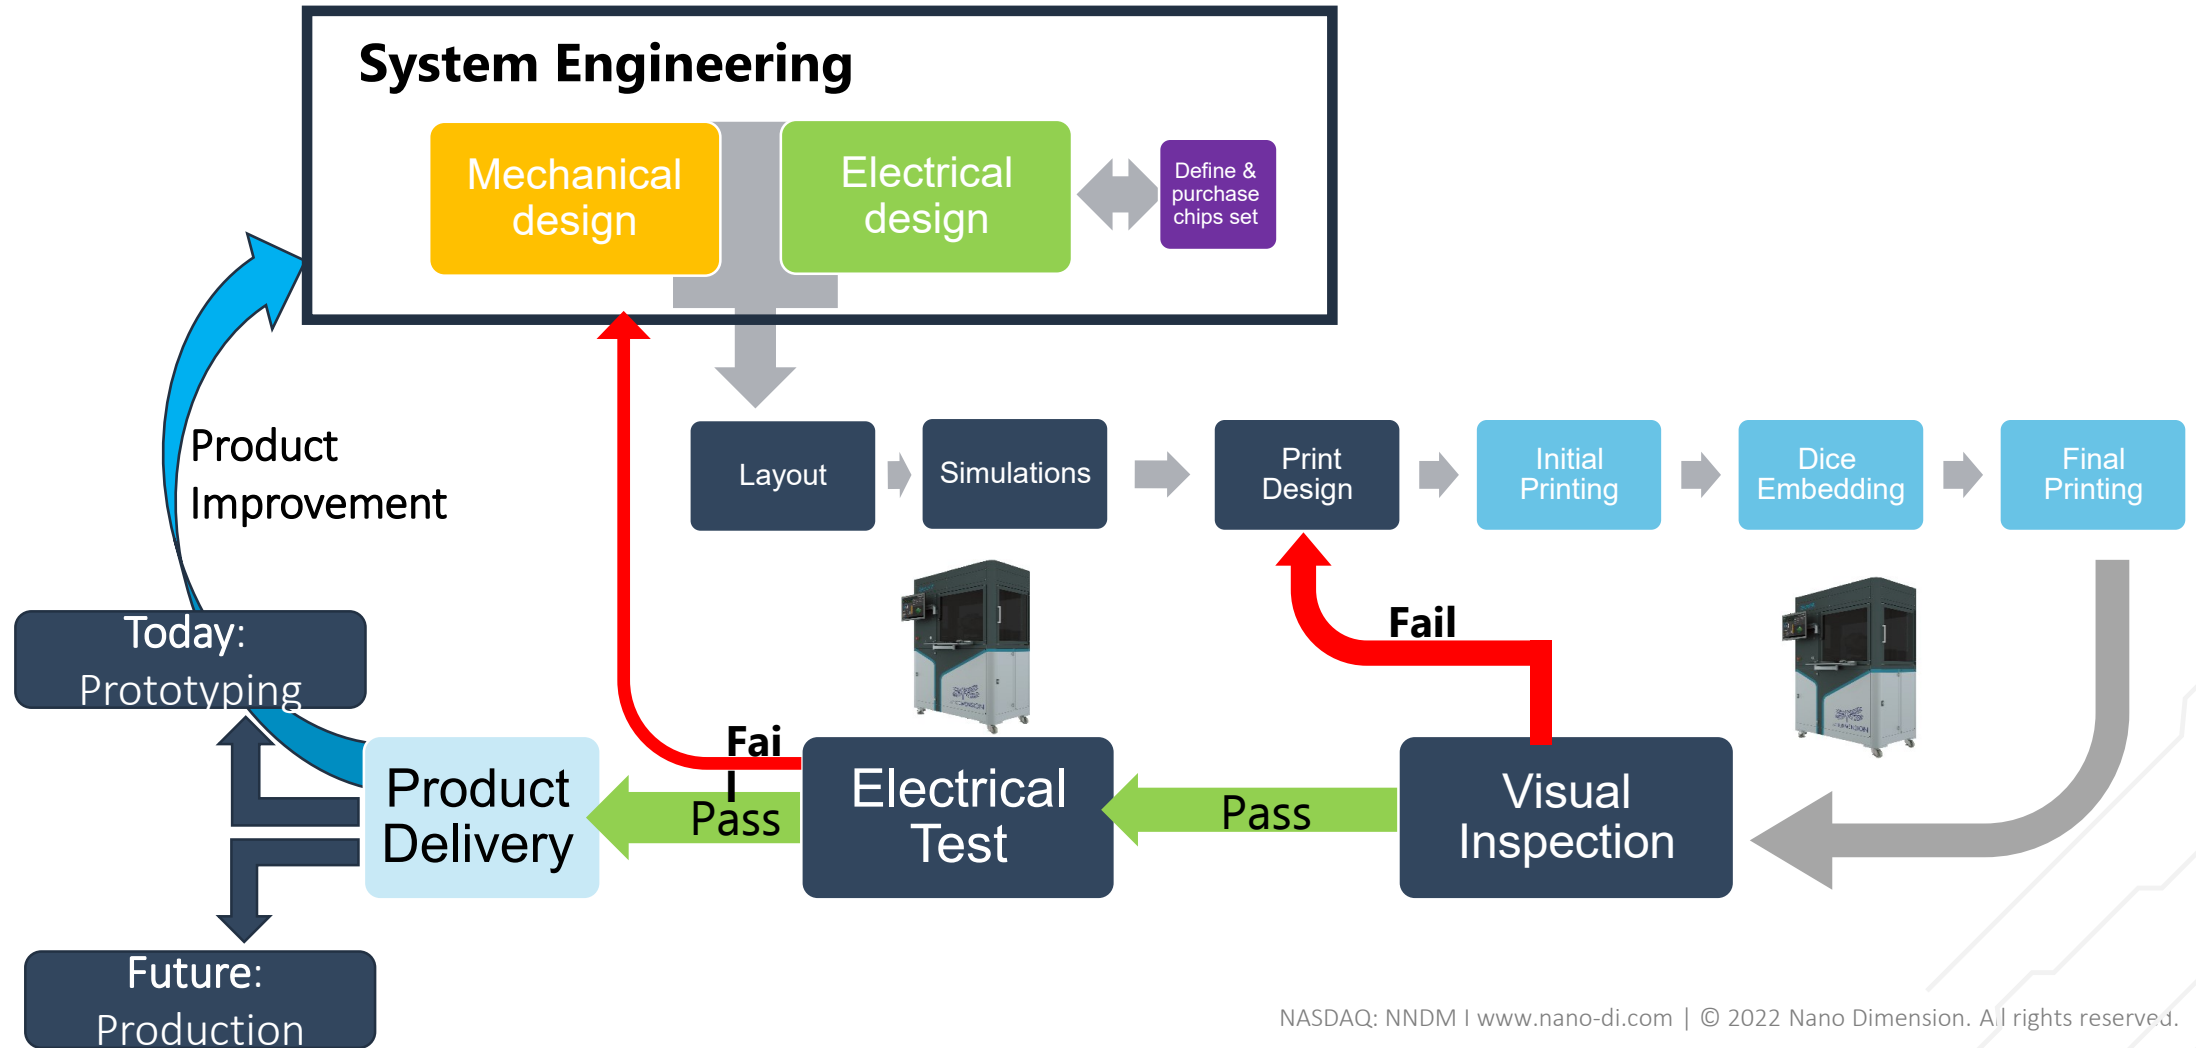 System Engineering
Mechanical
design
Electrical
design
Define &
purchase
chips set
Product
Improvement
Layout
Simulations
Print
Design
Initial
Printing
Dice
Embedding
Final
Printing
Fail
Today:
Prototyping
Fai
l
Pass
Product
Delivery
Electrical
Test
Pass
Visual
Inspection
Future:
Production
NASDAQ: NNDM I www.nano-di.com | © 2022 Nano Dimension. All rights reserved.